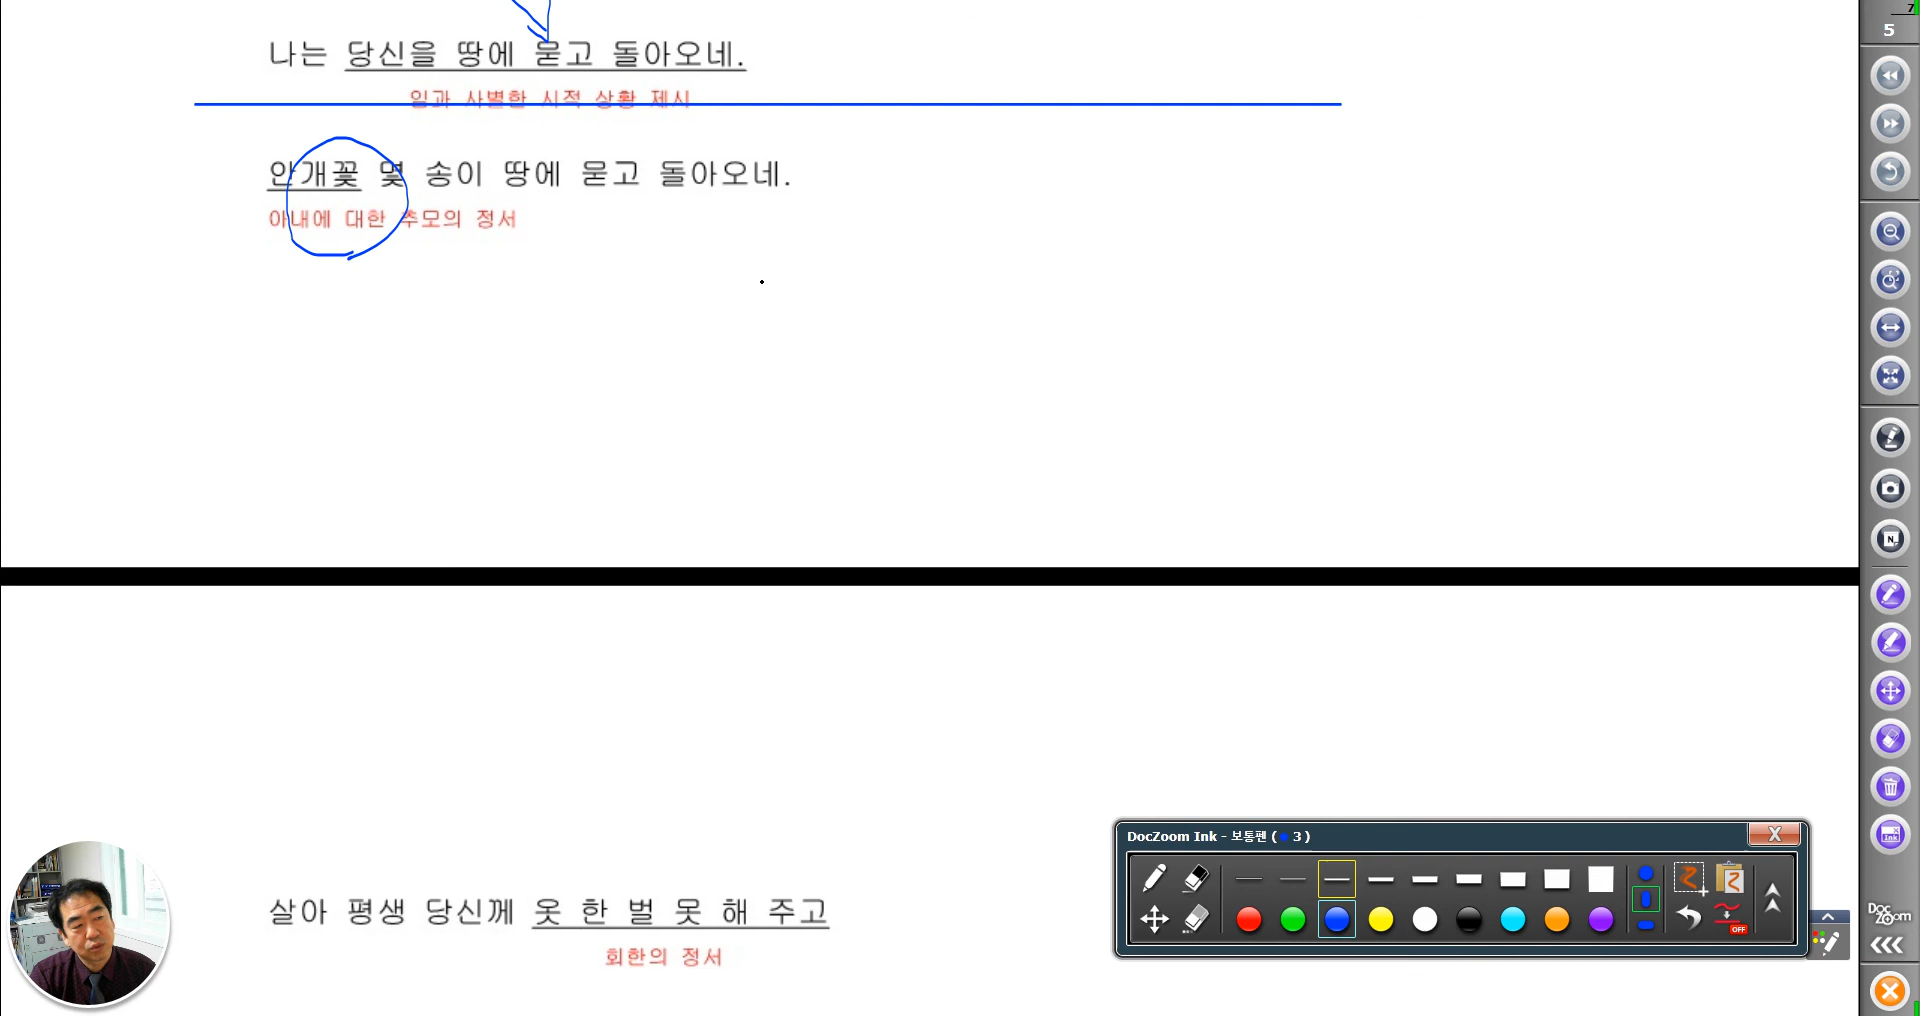 7
5
나는 당신을 땅에 묻고 돌아오네.
임과 사별한 시적 상황 제시
안개꽃 몇 송이 땅에 묻고 돌아오네.
아내에 대한 추모의 정서
살아 평생 당신께 옷 한 벌 못 해 주고
회한의 정서
DocZoom Ink - 보통펜 ( 3 )
OFF
DocZoom